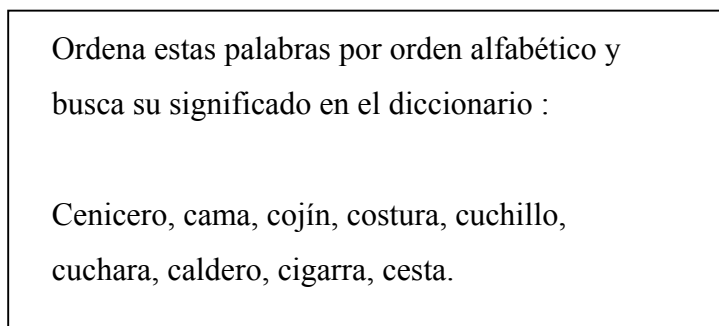 Ordena estas palabras por orden alfabético y
busca su significado en el diccionario :
Cenicero, cama, cojín, costura, cuchillo,
cuchara, caldero, cigarra, cesta.